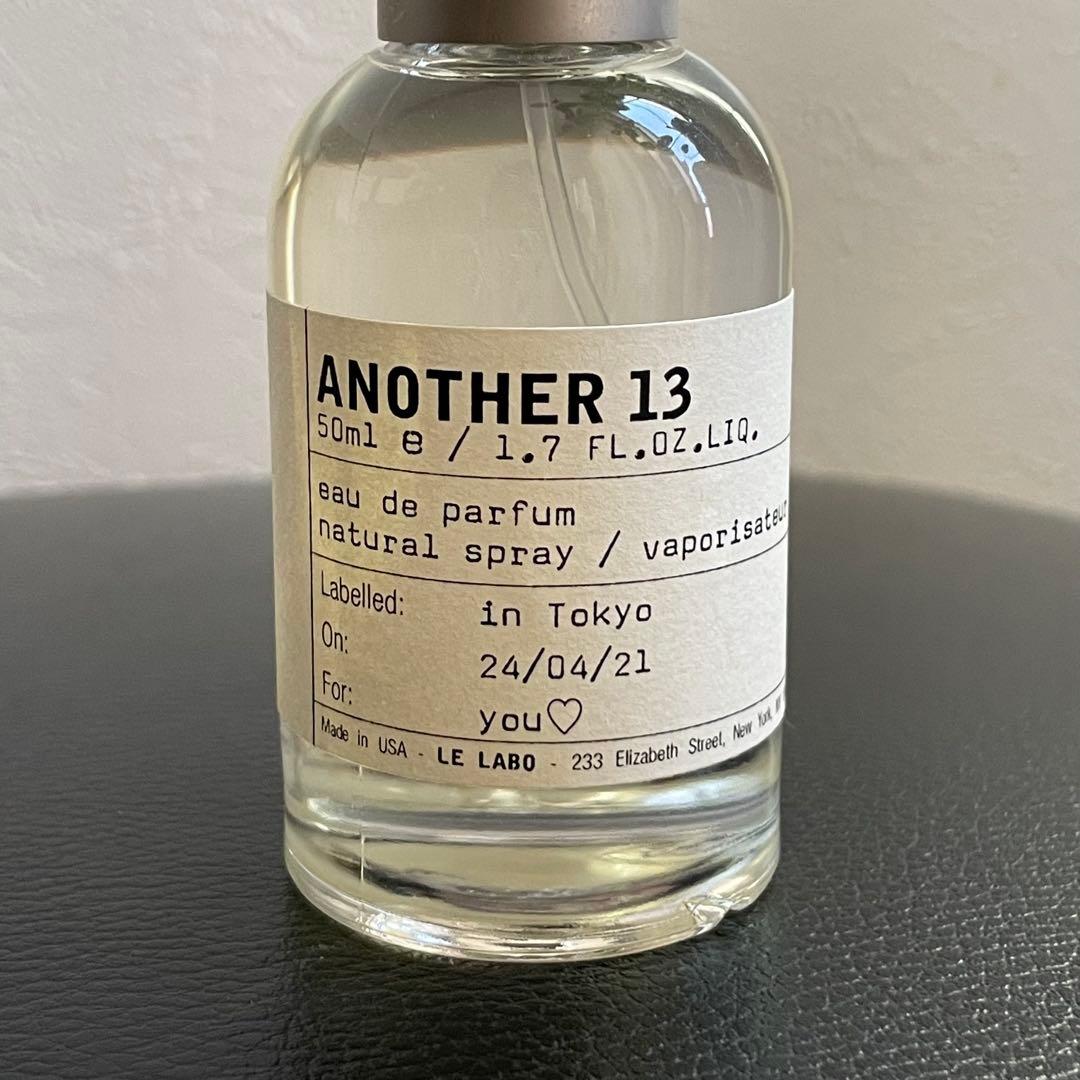 ANOTHER 13
50ml e / 1.7 FL.OZ.LIQ.
eau de parfum
natural spray / vaporisateur
Labelled: in Tokyo
On: 24/04/21
For: you♡
Made in USA - LE LABO - 233 Elizabeth Street, New York,